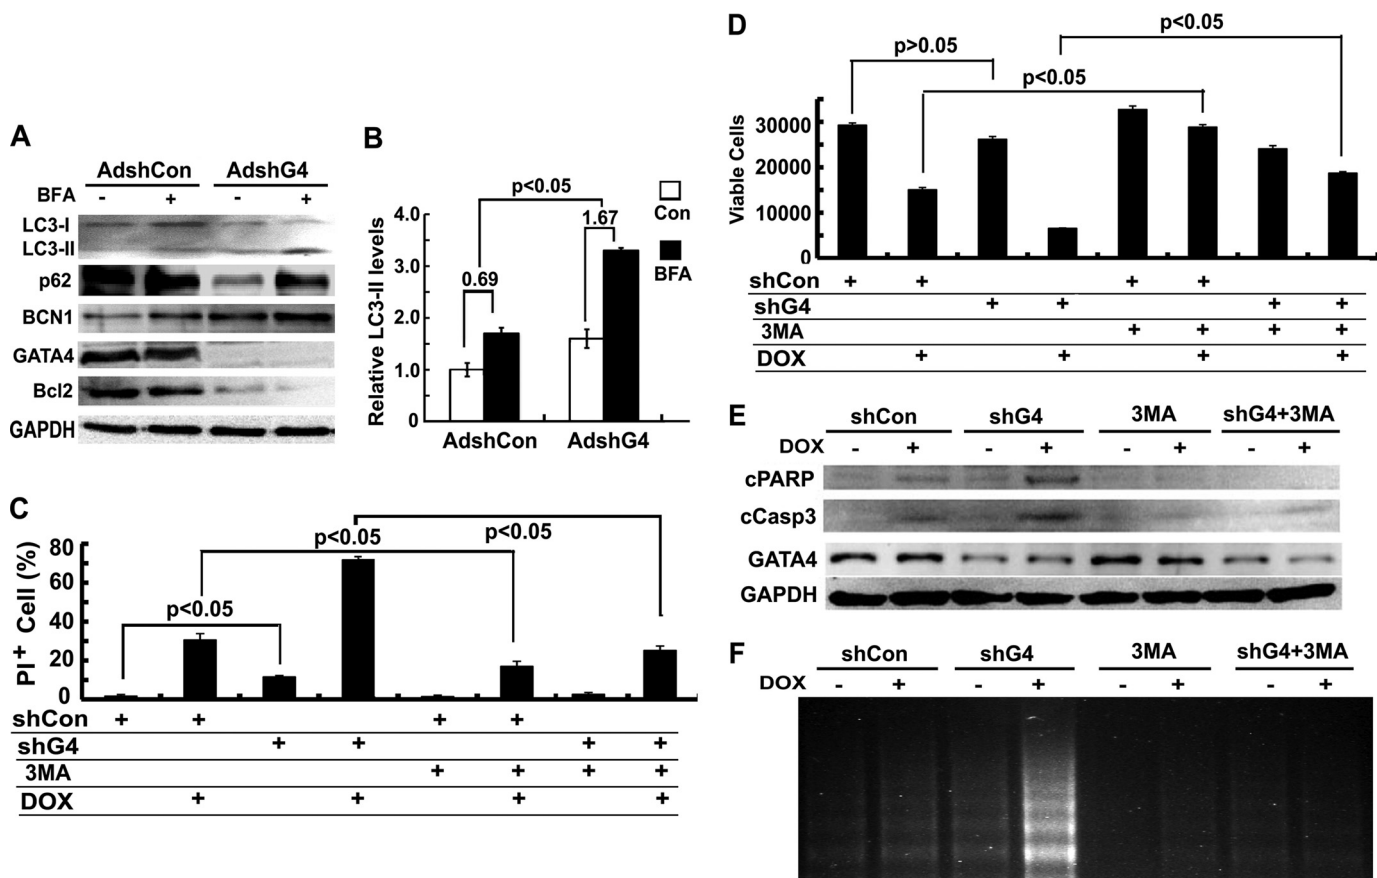 A
AdshCon AdshG4
BFA - + - +
LC3-I
LC3-II
p62
BCN1
GATA4
Bcl2
GAPDH
B
p<0.05
Con
BFA
1.67
0.69
Relative LC3-II levels
4.0
3.0
2.0
1.0
0
AdshCon AdshG4
C
p<0.05
p<0.05
p<0.05
PI+ Cell (%)
80
60
40
20
0
shCon + + + +
shG4 + + + +
3MA + + + +
DOX + + + +
D
p<0.05
p>0.05
p<0.05
Viable Cells
30000
20000
10000
0
shCon + + + +
shG4 + + + +
3MA + + + +
DOX + + + +
E
shCon shG4 3MA shG4+3MA
DOX - + - + - + - +
cPARP
cCasp3
GATA4
GAPDH
F
shCon shG4 3MA shG4+3MA
DOX - + - + - + - +